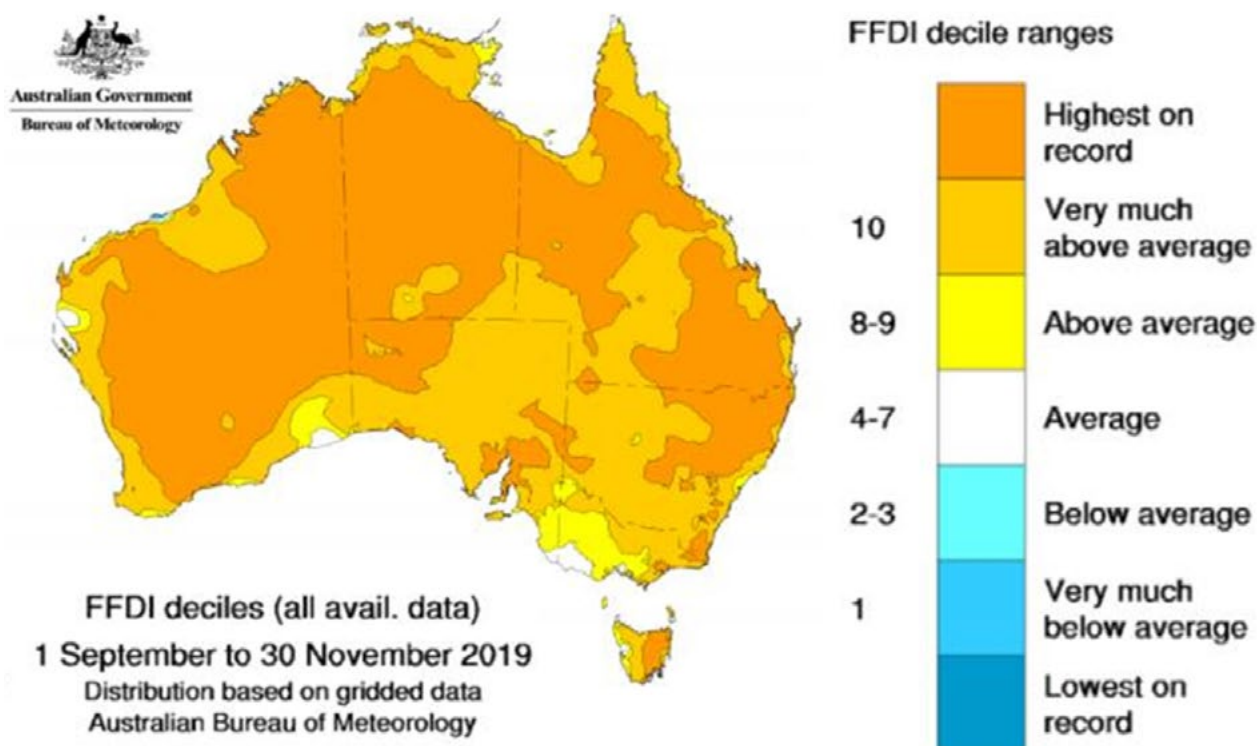 Australian Government
Bureau of Meteorology
FFDI decile ranges
Highest on
record
10
Very much
above average
8-9
Above average
4-7
Average
2-3
Below average
1
Very much
below average
Lowest on
record
FFDI deciles (all avail. data)
1 September to 30 November 2019
Distribution based on gridded data
Australian Bureau of Meteorology